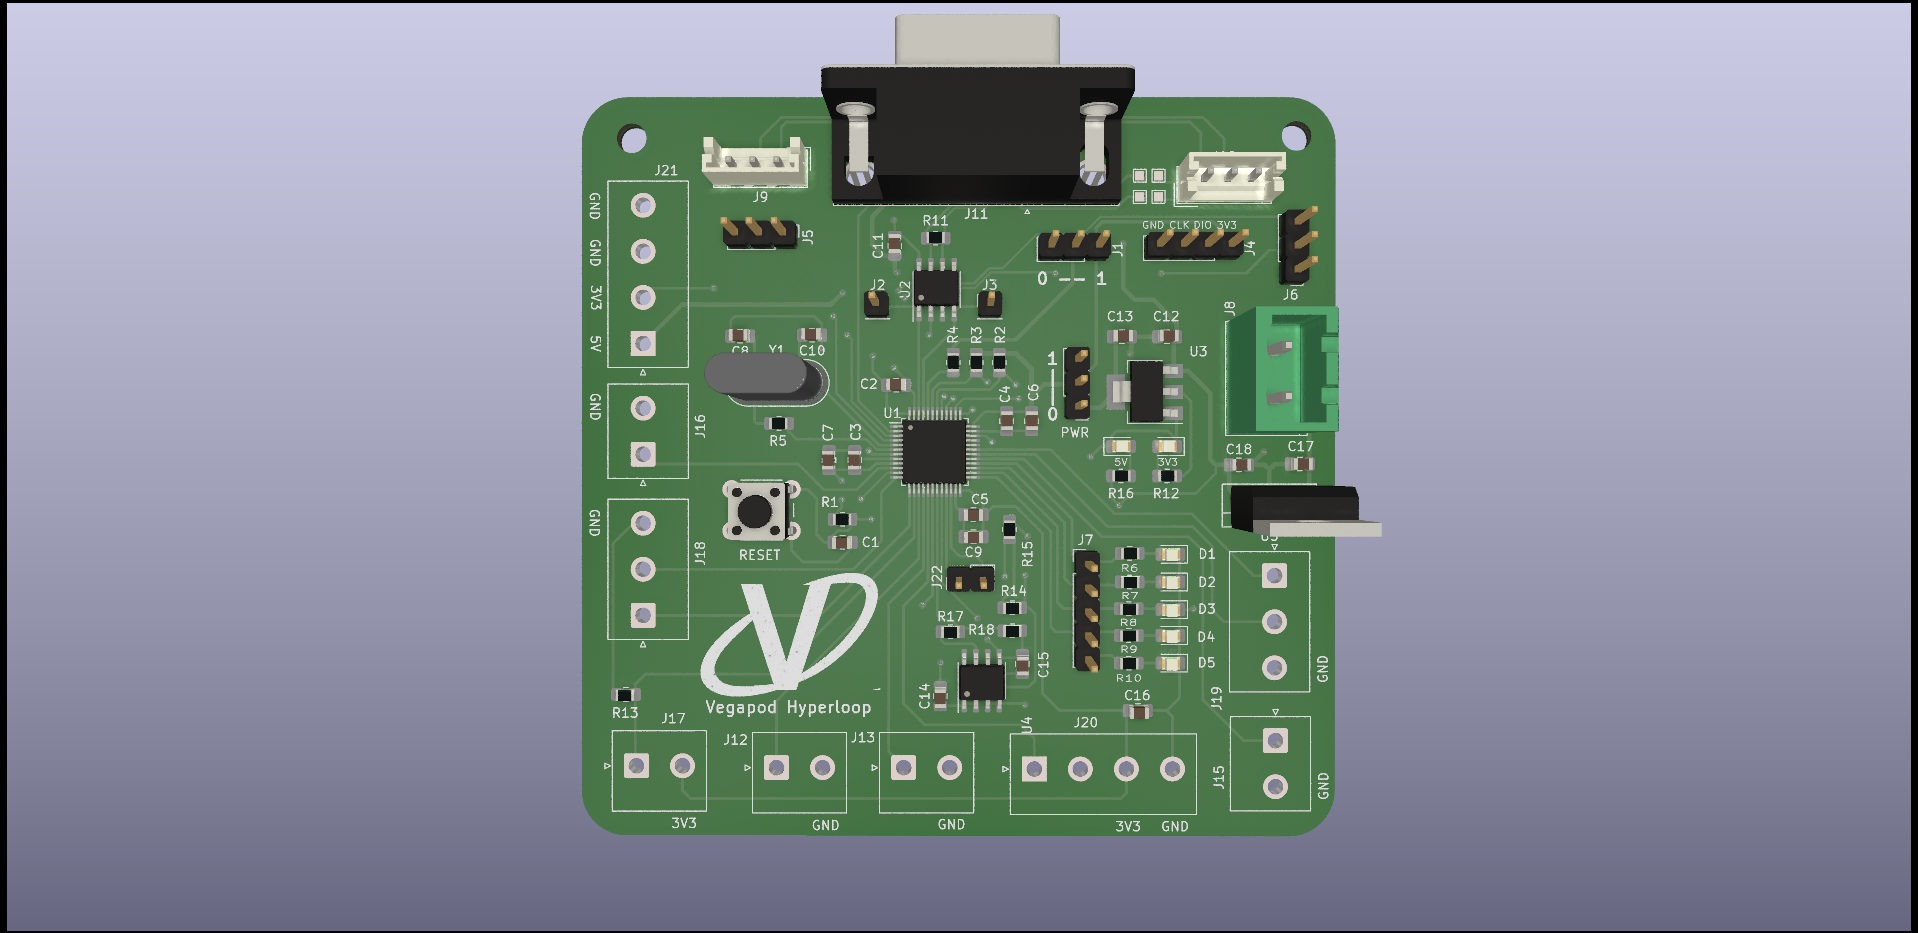 J21
J9
J11
R11
GND
GND
3V3
5V
J5
C11
J2
U2
J3
J1
0 -- 1
GND CLK DIO 3V3
J4
J6
J8
C8
Y1
C10
R4
R3
R2
C13
C12
U3
GND
J16
C2
U1
C4
C6
1
0
PWR
R5
C7
C3
5V
3V3
R16
R12
C18
C17
GND
J18
RESET
R1
C1
C5
C9
R15
J7
J22
R14
R17
R18
C15
C14
U4
R6
R7
R8
R9
R10
D1
D2
D3
D4
D5
C16
J19
GND
V
Vegapod Hyperloop
R13
J17
J12
J13
J20
J15
GND
3V3
GND
GND
3V3
GND